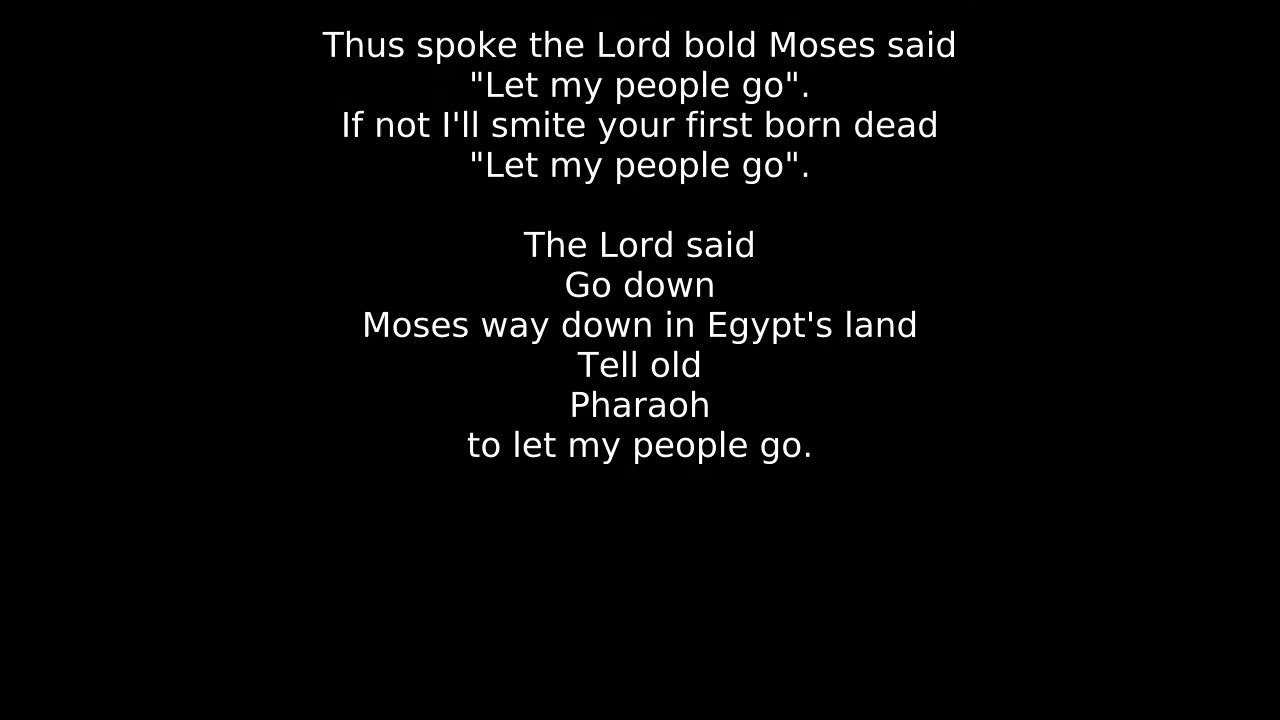 Thus spoke the Lord bold Moses said
"Let my people go".
If not I'll smite your first born dead
"Let my people go".

The Lord said
Go down
Moses way down in Egypt's land
Tell old
Pharaoh
to let my people go.